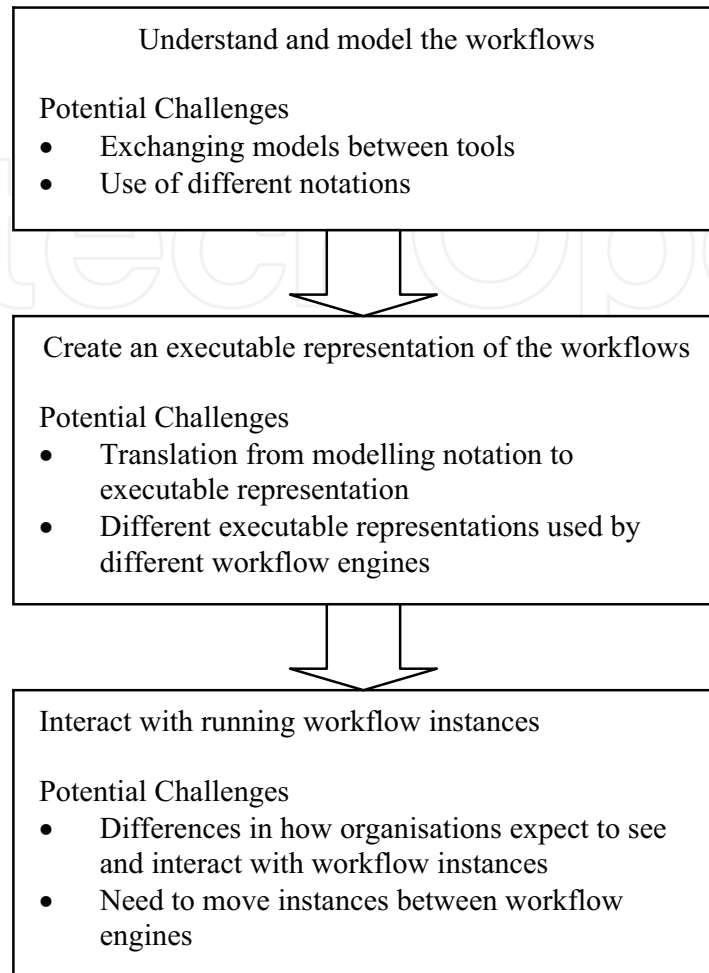 Understand and model the workflows
Potential Challenges
• Exchanging models between tools
• Use of different notations
Create an executable representation of the workflows
Potential Challenges
• Translation from modelling notation to
executable representation
• Different executable representations used by
different workflow engines
Interact with running workflow instances
Potential Challenges
• Differences in how organisations expect to see
and interact with workflow instances
• Need to move instances between workflow
engines